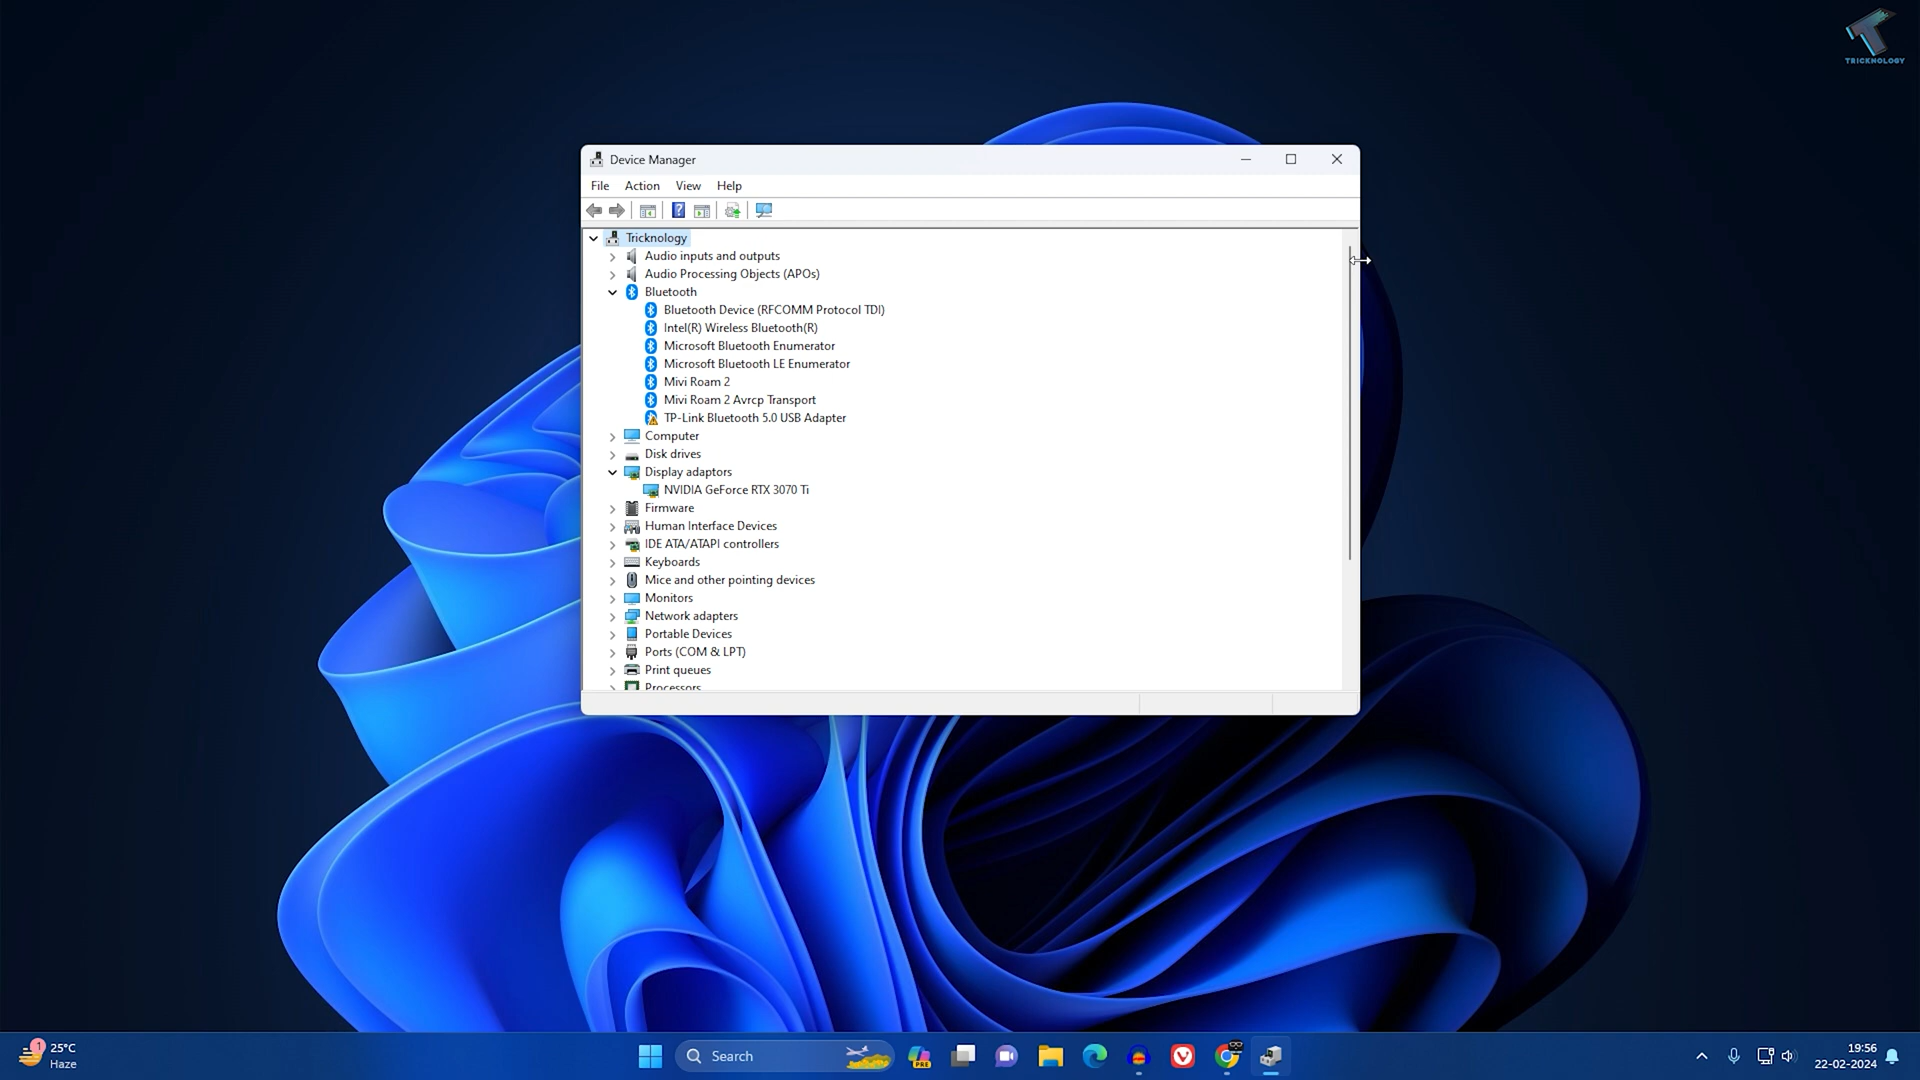 TRICKNOLOGY
Device Manager
File Action View Help
Tricknology
Audio inputs and outputs
Audio Processing Objects (APOs)
Bluetooth
Bluetooth Device (RFCOMM Protocol TDI)
Intel(R) Wireless Bluetooth(R)
Microsoft Bluetooth Enumerator
Microsoft Bluetooth LE Enumerator
Mivi Roam 2
Mivi Roam 2 Avrcp Transport
TP-Link Bluetooth 5.0 USB Adapter
Computer
Disk drives
Display adaptors
NVIDIA GeForce RTX 3070 Ti
Firmware
Human Interface Devices
IDE ATA/ATAPI controllers
Keyboards
Mice and other pointing devices
Monitors
Network adapters
Portable Devices
Ports (COM & LPT)
Print queues
Processors
1
25°C
Haze
Search
PRE
19:56
22-02-2024